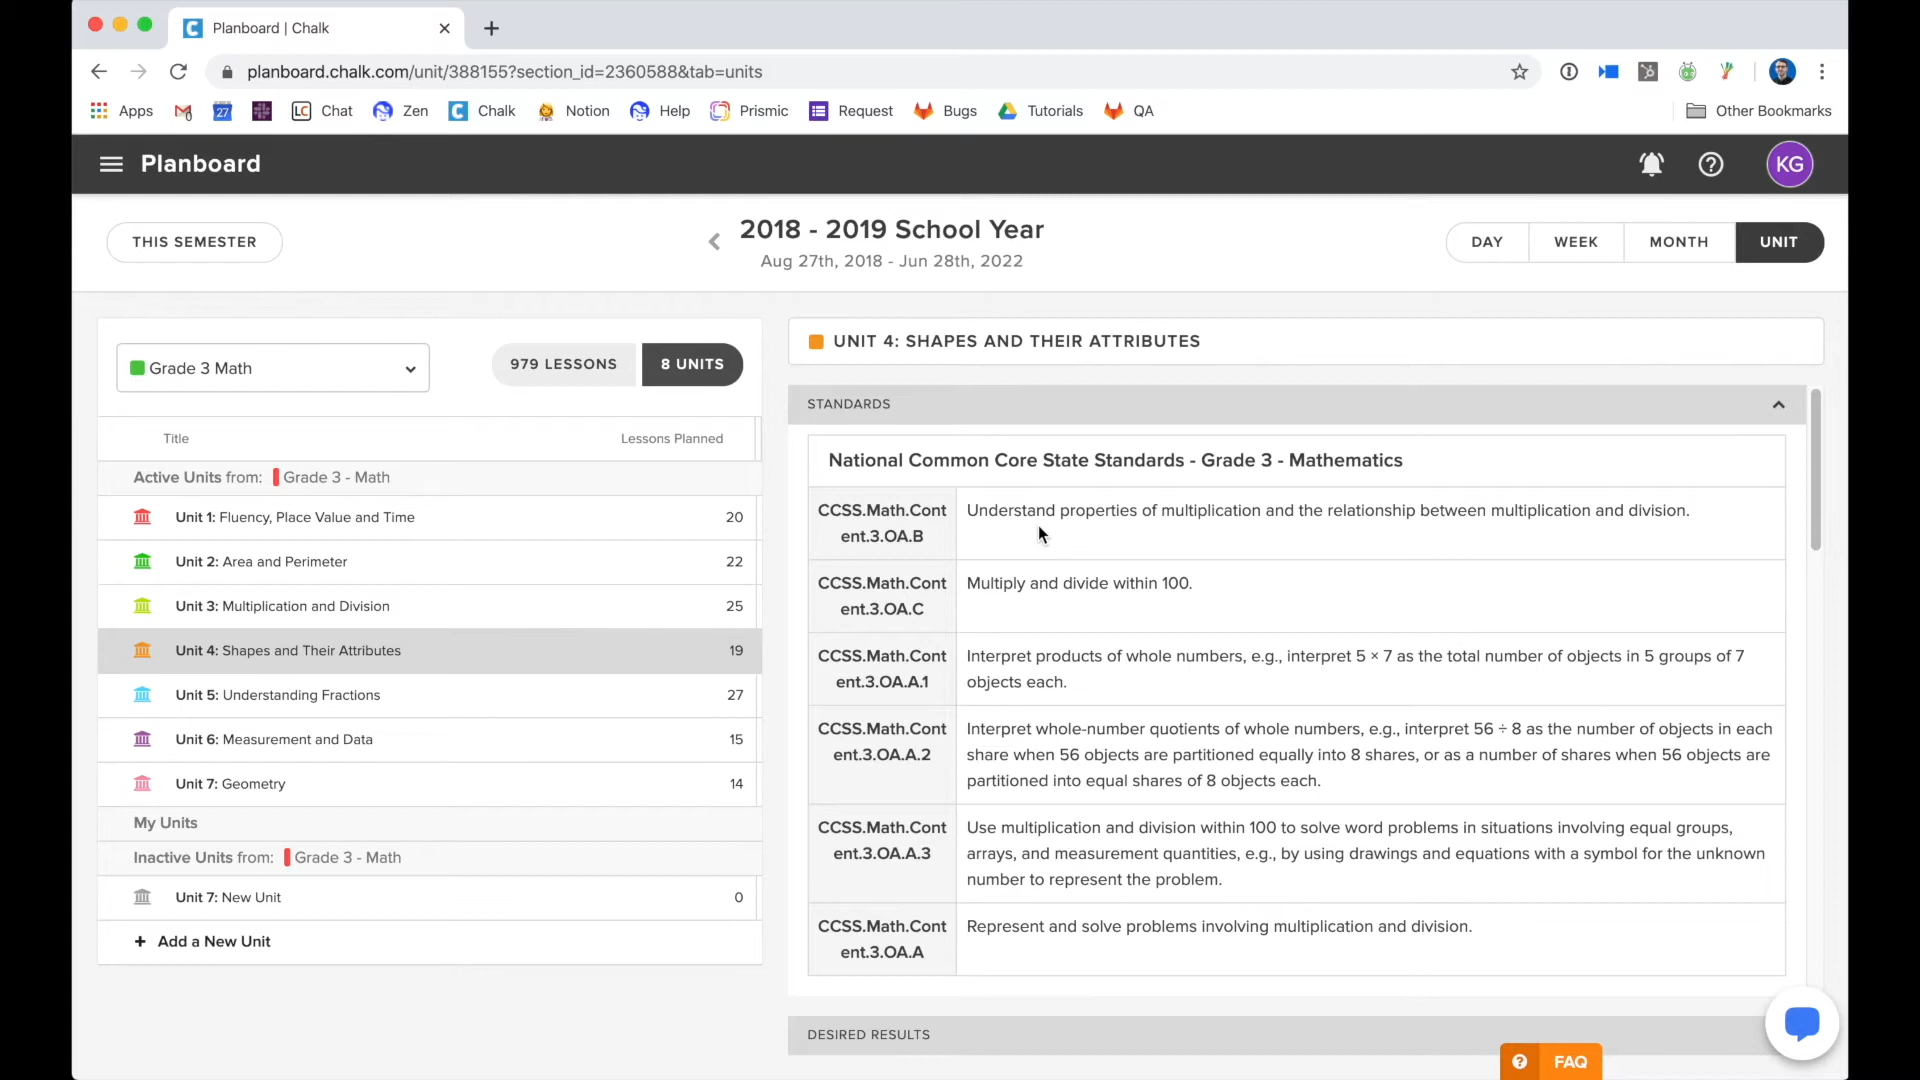 Planboard | Chalk
planboard.chalk.com/unit/388155?section_id=2360588&tab=units
Apps
27
LC Chat
Zen
Chalk
Notion
Help
Prismic
Request
Bugs
Tutorials
QA
Other Bookmarks
Planboard
KG
THIS SEMESTER
2018 - 2019 School Year
Aug 27th, 2018 - Jun 28th, 2022
DAY WEEK MONTH UNIT
Grade 3 Math
979 LESSONS
8 UNITS
Title Lessons Planned
Active Units from: Grade 3 - Math
Unit 1: Fluency, Place Value and Time 20
Unit 2: Area and Perimeter 22
Unit 3: Multiplication and Division 25
Unit 4: Shapes and Their Attributes 19
Unit 5: Understanding Fractions 27
Unit 6: Measurement and Data 15
Unit 7: Geometry 14
My Units
Inactive Units from: Grade 3 - Math
Unit 7: New Unit 0
+ Add a New Unit
UNIT 4: SHAPES AND THEIR ATTRIBUTES
STANDARDS
National Common Core State Standards - Grade 3 - Mathematics
CCSS.Math.Cont
ent.3.OA.B
Understand properties of multiplication and the relationship between multiplication and division.
CCSS.Math.Cont
ent.3.OA.C
Multiply and divide within 100.
CCSS.Math.Cont
ent.3.OA.A.1
Interpret products of whole numbers, e.g., interpret 5 × 7 as the total number of objects in 5 groups of 7
objects each.
CCSS.Math.Cont
ent.3.OA.A.2
Interpret whole-number quotients of whole numbers, e.g., interpret 56 ÷ 8 as the number of objects in each
share when 56 objects are partitioned equally into 8 shares, or as a number of shares when 56 objects are
partitioned into equal shares of 8 objects each.
CCSS.Math.Cont
ent.3.OA.A.3
Use multiplication and division within 100 to solve word problems in situations involving equal groups,
arrays, and measurement quantities, e.g., by using drawings and equations with a symbol for the unknown
number to represent the problem.
CCSS.Math.Cont
ent.3.OA.A
Represent and solve problems involving multiplication and division.
DESIRED RESULTS
? FAQ